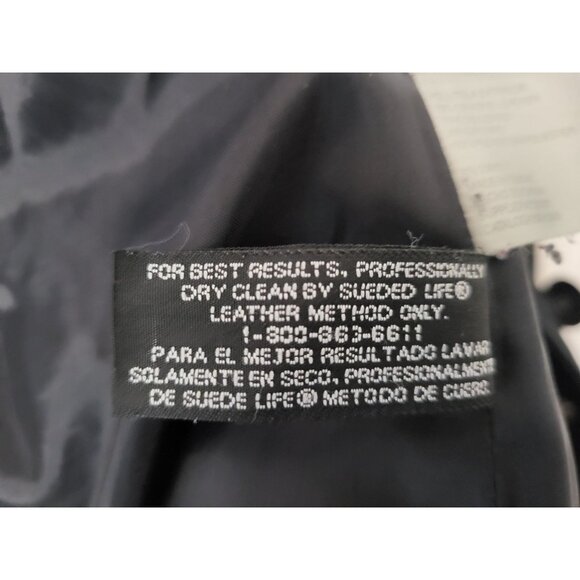 FOR BEST RESULTS, PROFESSIONALLY
DRY CLEAN BY SUEDED LIFE®
LEATHER METHOD ONLY.
1-800-863-6611
PARA EL MEJOR RESULTADO LAVAR
SOLAMENTE EN SECO, PROFESIONALMENTE
DE SUEDE LIFE® METODO DE CUERO